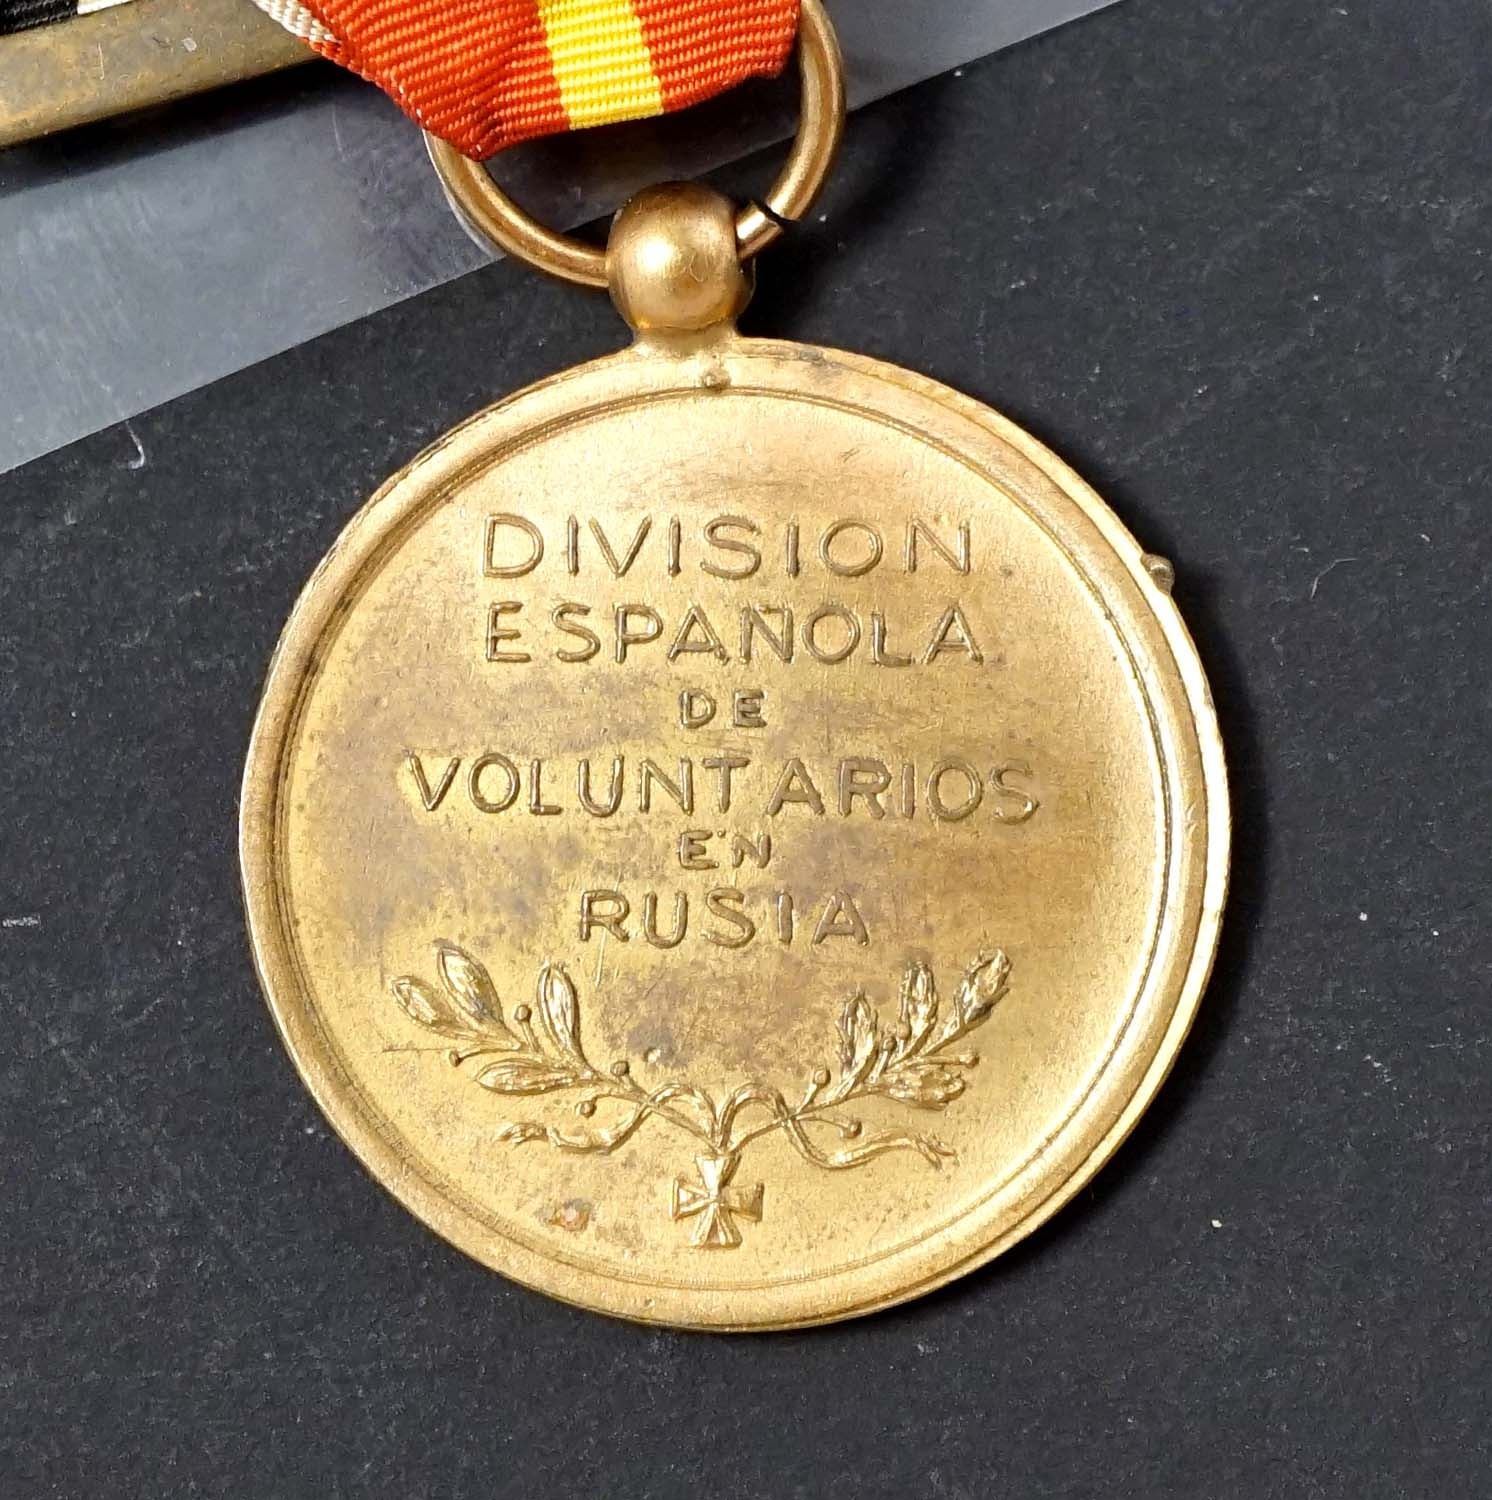 DIVISION
ESPAÑOLA
DE
VOLUNTARIOS
EN
RUSIA